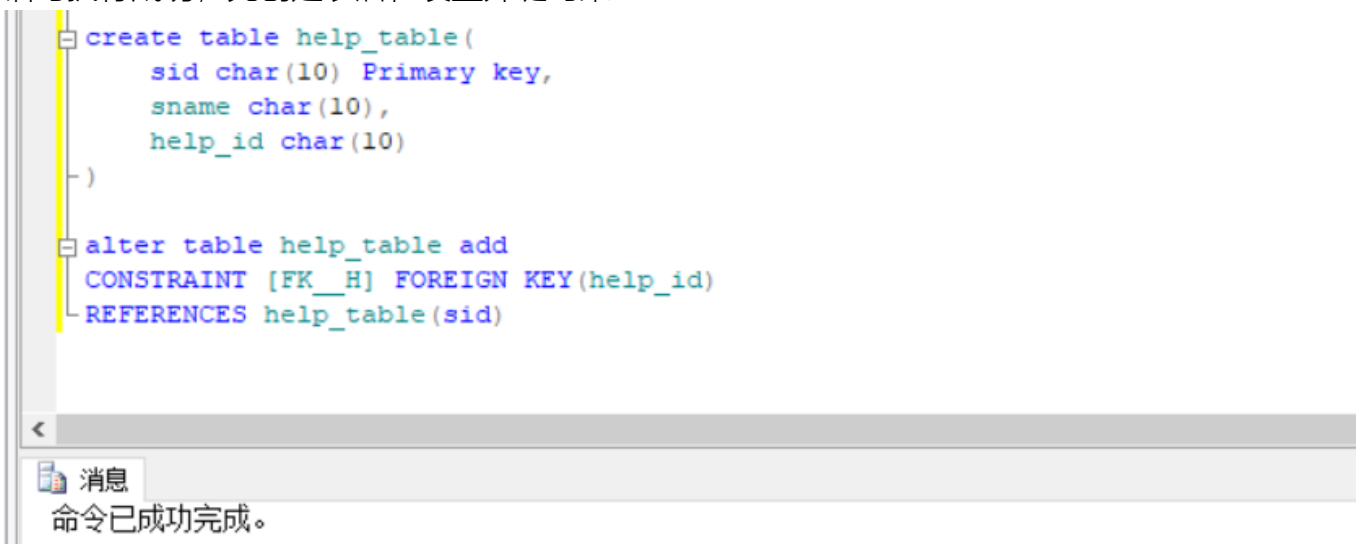 create table help_table(
sid char(10) Primary key,
sname char(10),
help_id char(10)
)
alter table help_table add
CONSTRAINT [FK__H] FOREIGN KEY(help_id)
REFERENCES help_table(sid)
消息
命令已成功完成。